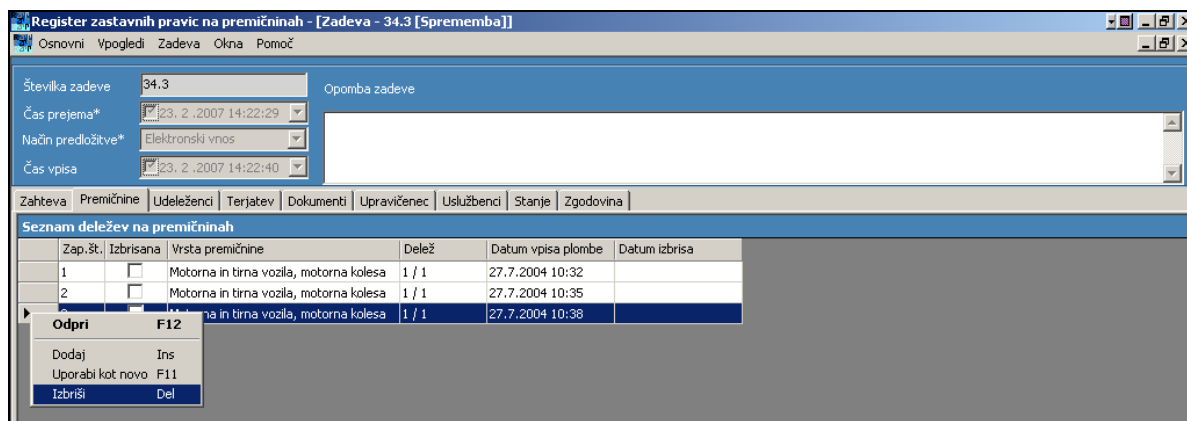 Register zastavnih pravic na premičninah - [Zadeva - 34.3 [Sprememba]]
Osnovni Vpogledi Zadeva Okna Pomoč
Številka zadeve 34.3 Opomba zadeve
Čas prejema* 23. 2 .2007 14:22:29
Način predložitve* Elektronski vnos
Čas vpisa 23. 2 .2007 14:22:40
Zahteva Premičnine Udeleženci Terjatev Dokumenti Upravičenec Uslužbenci Stanje Zgodovina
Seznam deležev na premičninah
Zap.št. Izbrisana Vrsta premičnine Delež Datum vpisa plombe Datum izbrisa
1 Motorna in tirna vozila, motorna kolesa 1 / 1 27.7.2004 10:32
2 Motorna in tirna vozila, motorna kolesa 1 / 1 27.7.2004 10:35
na in tirna vozila, motorna kolesa 1 / 1 27.7.2004 10:38
Odpri F12
Dodaj Ins
Uporabi kot novo F11
Izbriši Del